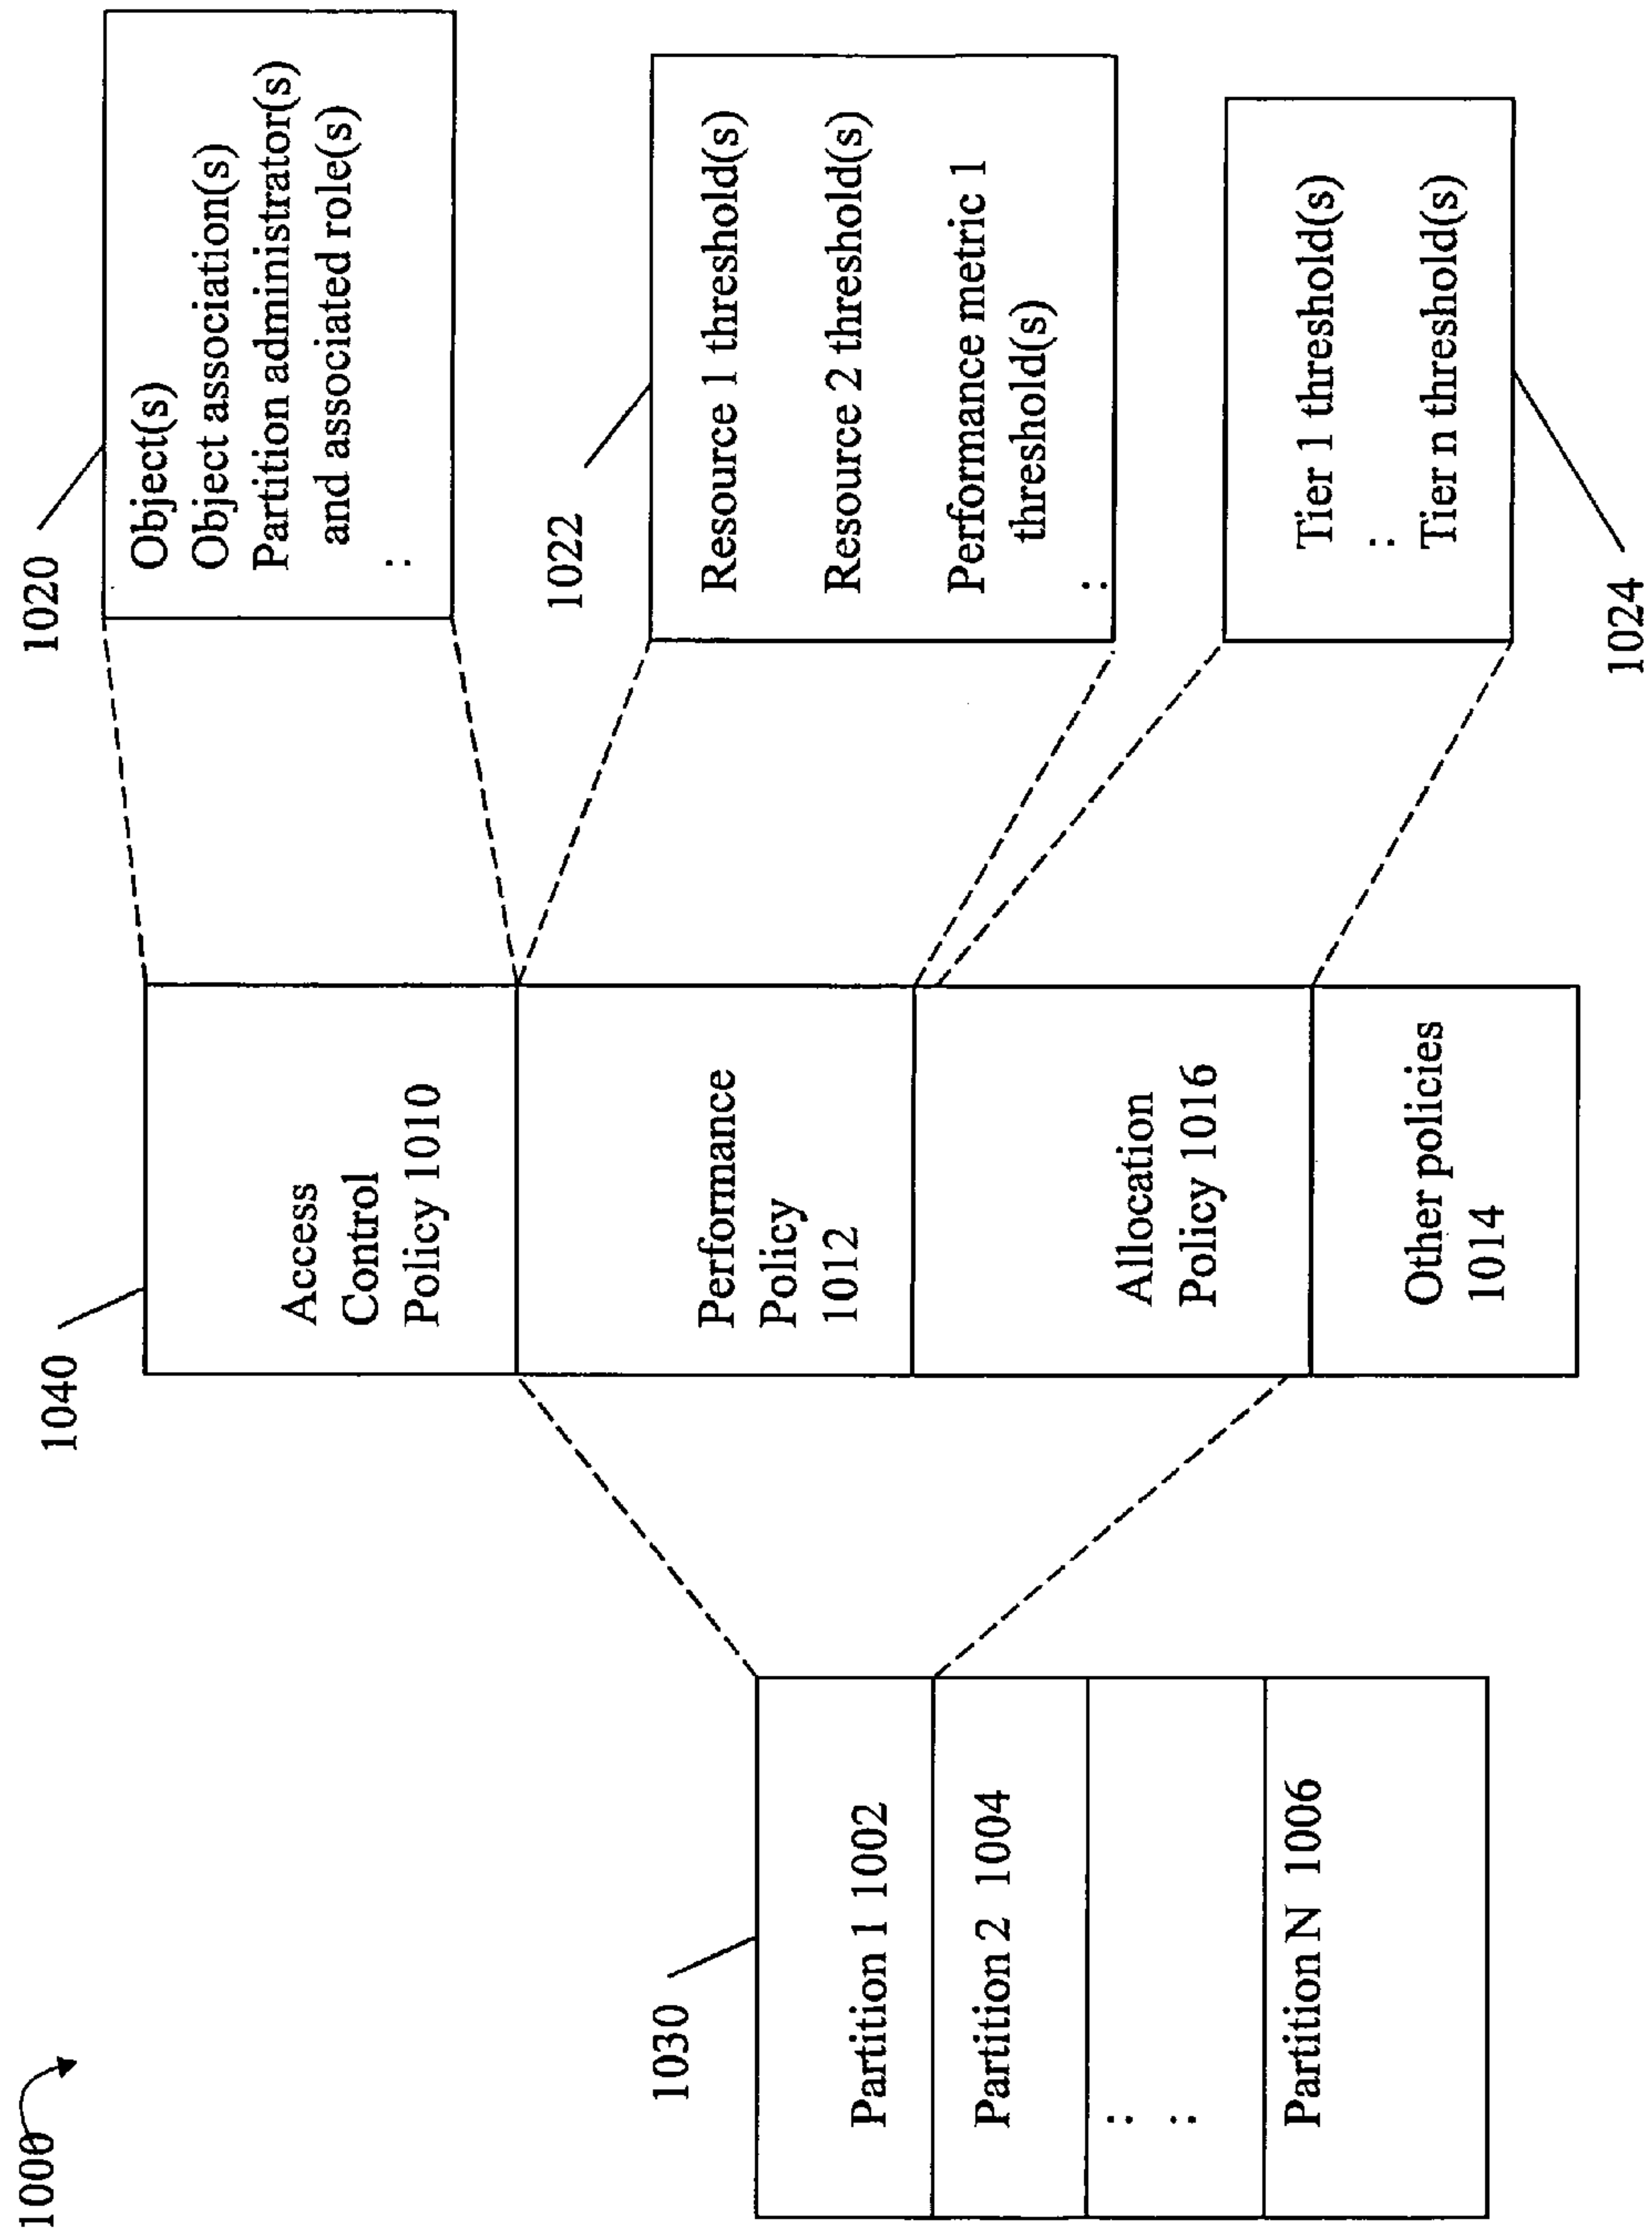 1000
1030
Partition 1 1002
Partition 2 1004
:
:
Partition N 1006
1040
Access
Control
Policy 1010
Performance
Policy
1012
Allocation
Policy 1016
Other policies
1014
1020
Object(s)
Object association(s)
Partition administrator(s)
and associated role(s)
:
1022
Resource 1 threshold(s)
Resource 2 threshold(s)
Performance metric 1
threshold(s)
:
Tier 1 threshold(s)
:
Tier n threshold(s)
1024